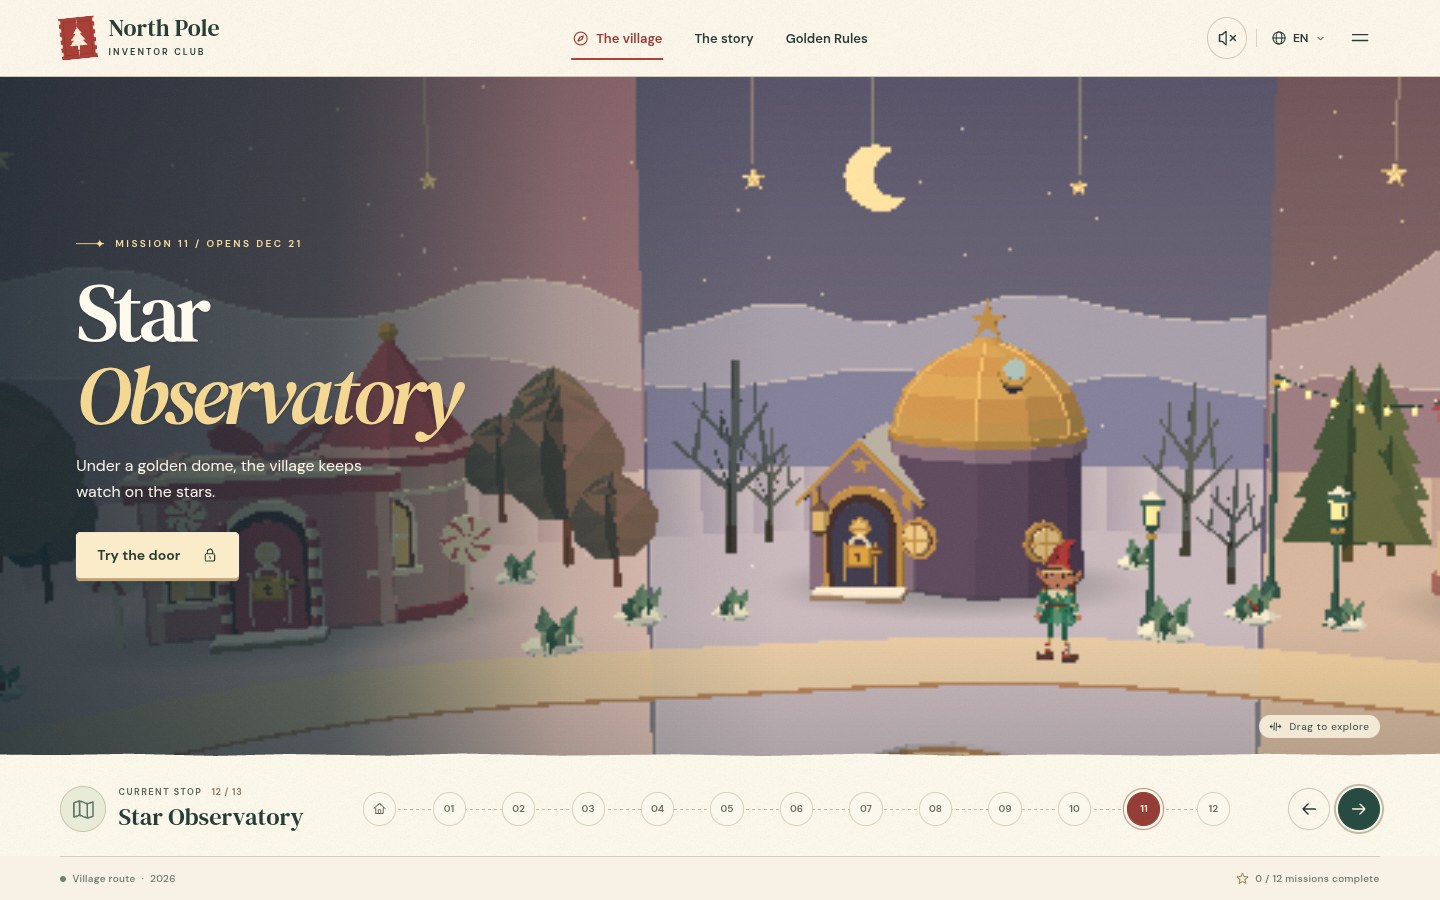 North Pole
INVENTOR CLUB
The village
The story
Golden Rules
EN
MISSION 11 / OPENS DEC 21
Star
Observatory
Under a golden dome, the village keeps
watch on the stars.
Try the door
Drag to explore
CURRENT STOP 12 / 13
Star Observatory
01 02 03 04 05 06 07 08 09 10 11 12
Village route · 2026
0 / 12 missions complete